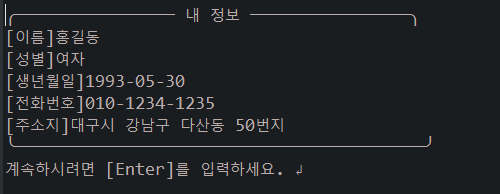 내 정보
[이름]홍길동
[성별]여자
[생년월일]1993-05-30
[전화번호]010-1234-1235
[주소지]대구시 강남구 다산동 50번지
계속하시려면 [Enter]를 입력하세요. ↲